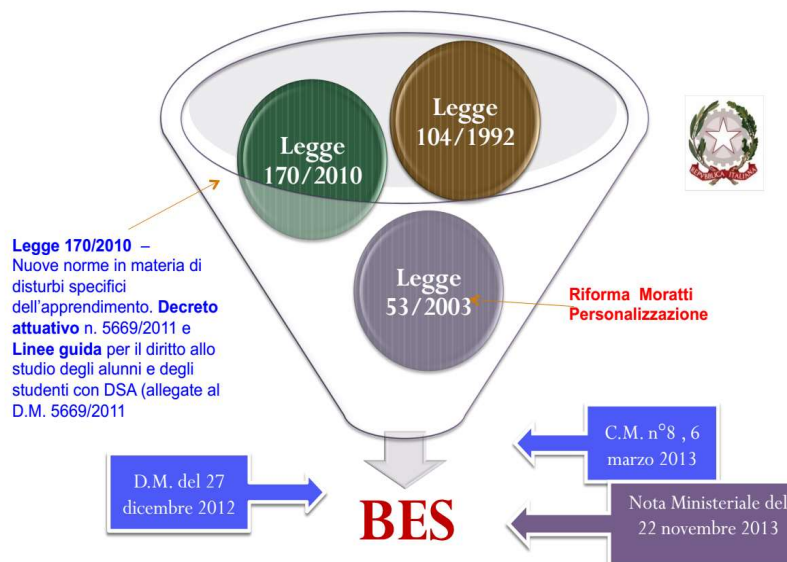 Legge
104/1992
Legge
170/2010
Legge
53/2003
Legge 170/2010 –
Nuove norme in materia di
disturbi specifici
dell'apprendimento. Decreto
attuativo n. 5669/2011 e
Linee guida per il diritto allo
studio degli alunni e degli
studenti con DSA (allegate al
D.M. 5669/2011
Riforma Moratti
Personalizzazione
C.M. n°8 , 6
marzo 2013
D.M. del 27
dicembre 2012
BES
Nota Ministeriale del
22 novembre 2013
REPVBBLICA ITALIANA